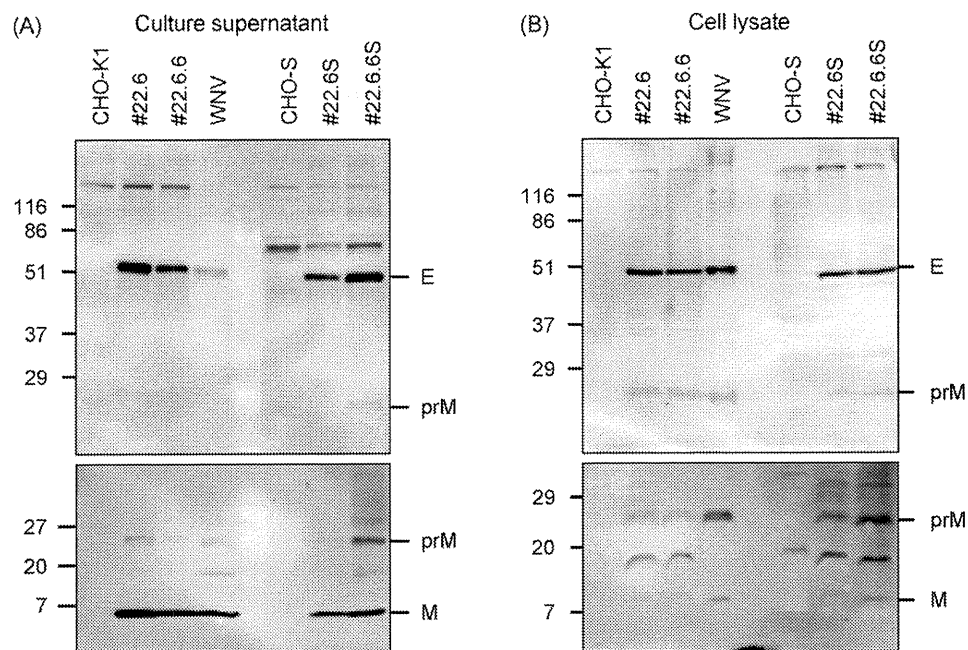 (A) Culture supernatant
CHO-K1
#22.6
#22.6.6
WNV
CHO-S
#22.6S
#22.6.6S
116
86
51
37
29
E
prM
27
20
7
prM
M
(B) Cell lysate
CHO-K1
#22.6
#22.6.6
WNV
CHO-S
#22.6S
#22.6.6S
116
86
51
37
29
E
prM
29
20
7
prM
M